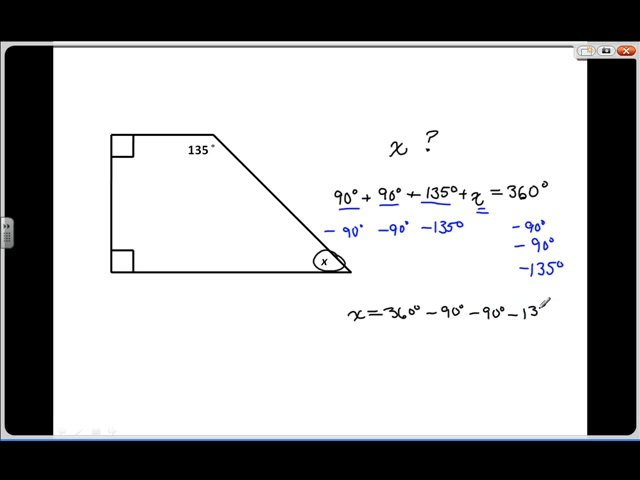 x ?
135°
90° + 90° + 135° + x = 360°
- 90° - 90° - 135° - 90°
- 90°
- 135°
x
x = 360° - 90° - 90° - 13